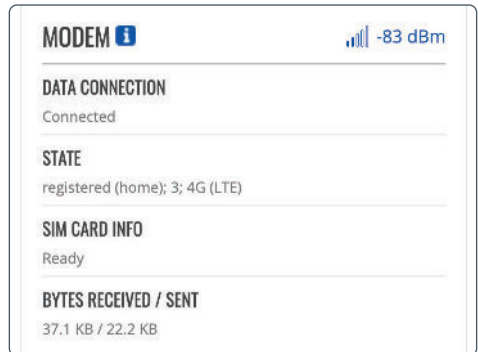 MODEM i -83 dBm
DATA CONNECTION
Connected
STATE
registered (home); 3; 4G (LTE)
SIM CARD INFO
Ready
BYTES RECEIVED / SENT
37.1 KB / 22.2 KB